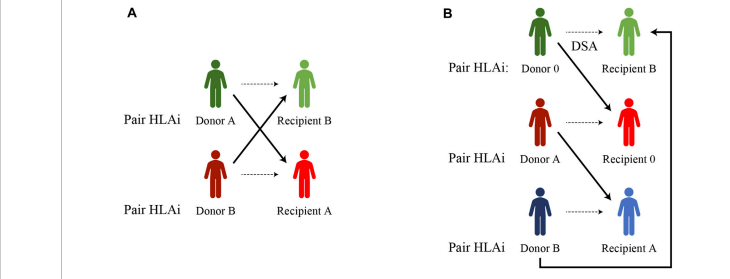 A
Pair HLAi Donor A Recipient B
Pair HLAi Donor B Recipient A
B
DSA
Pair HLAi: Donor 0 Recipient B
Pair HLAi Donor A Recipient 0
Pair HLAi Donor B Recipient A